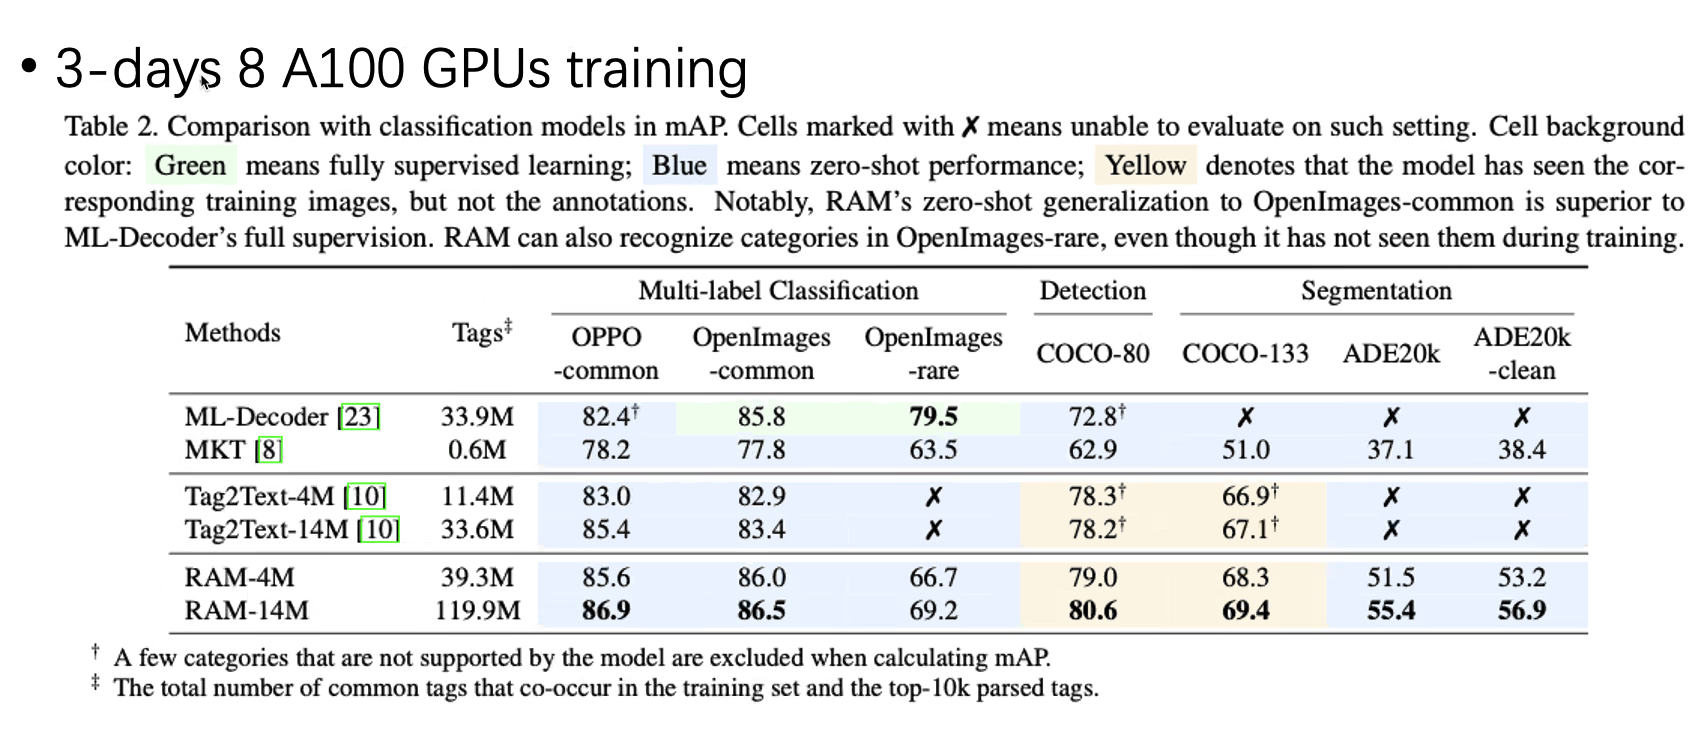 • 3-days 8 A100 GPUs training
Table 2. Comparison with classification models in mAP. Cells marked with ✗ means unable to evaluate on such setting. Cell background
color: Green means fully supervised learning; Blue means zero-shot performance; Yellow denotes that the model has seen the cor-
responding training images, but not the annotations. Notably, RAM's zero-shot generalization to OpenImages-common is superior to
ML-Decoder's full supervision. RAM can also recognize categories in OpenImages-rare, even though it has not seen them during training.
Multi-label Classification Detection Segmentation
Methods Tags‡ OPPO OpenImages OpenImages COCO-80 COCO-133 ADE20k ADE20k
-common -common -rare -clean
ML-Decoder [23] 33.9M 82.4† 85.8 79.5 72.8† ✗ ✗ ✗
MKT [8] 0.6M 78.2 77.8 63.5 62.9 51.0 37.1 38.4
Tag2Text-4M [10] 11.4M 83.0 82.9 ✗ 78.3† 66.9† ✗ ✗
Tag2Text-14M [10] 33.6M 85.4 83.4 ✗ 78.2† 67.1† ✗ ✗
RAM-4M 39.3M 85.6 86.0 66.7 79.0 68.3 51.5 53.2
RAM-14M 119.9M 86.9 86.5 69.2 80.6 69.4 55.4 56.9
† A few categories that are not supported by the model are excluded when calculating mAP.
‡ The total number of common tags that co-occur in the training set and the top-10k parsed tags.